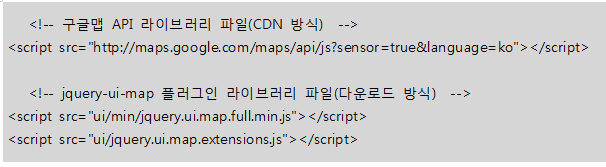 <!-- 구글맵 API 라이브러리 파일(CDN 방식) -->
<script src="http://maps.google.com/maps/api/js?sensor=true&language=ko"></script>
<!-- jquery-ui-map 플러그인 라이브러리 파일(다운로드 방식) -->
<script src="ui/min/jquery.ui.map.full.min.js"></script>
<script src="ui/jquery.ui.map.extensions.js"></script>